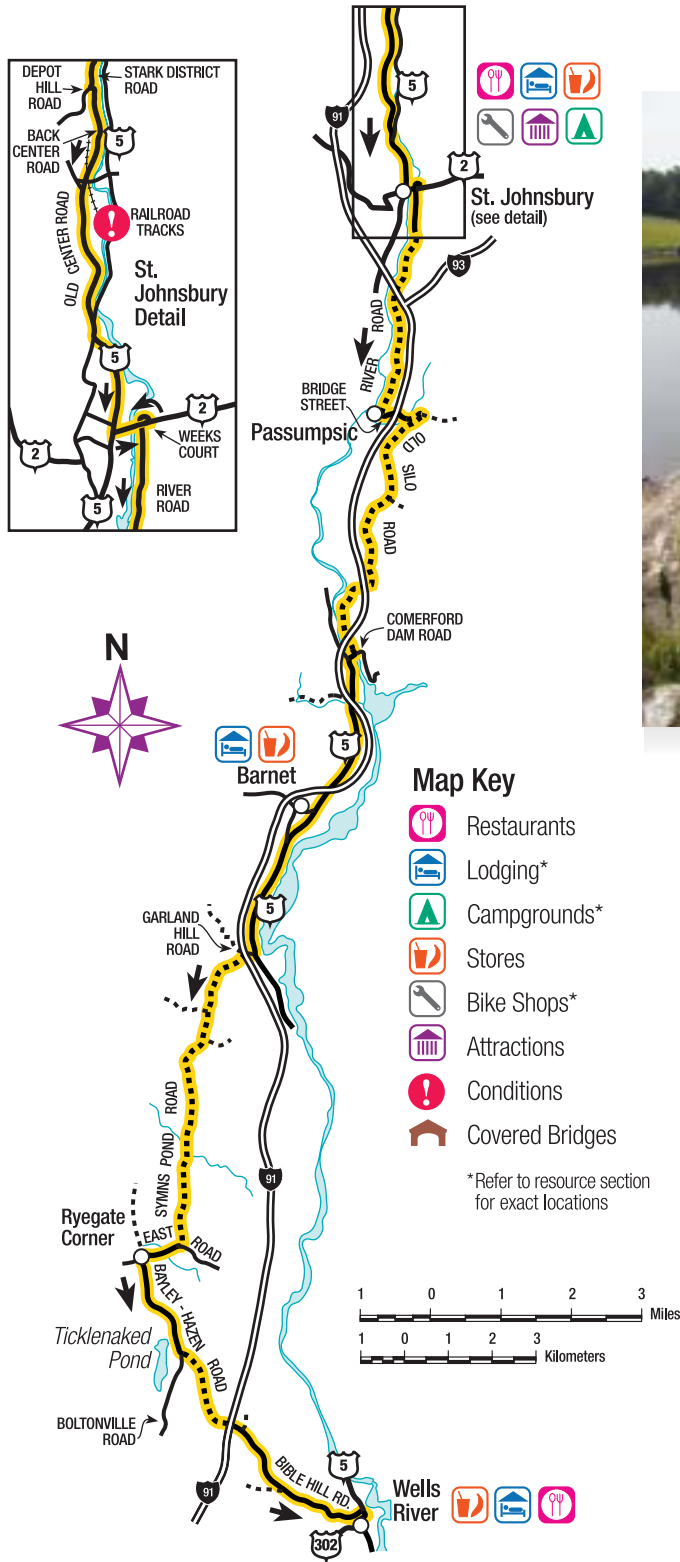 DEPOT
HILL
ROAD
STARK DISTRICT
ROAD
BACK
CENTER
ROAD
5
OLD CENTER ROAD
!
RAILROAD
TRACKS
St.
Johnsbury
Detail
5
2
WEEKS
COURT
2
RIVER
ROAD
5
5
91
2
St. Johnsbury
(see detail)
93
RIVER ROAD
BRIDGE
STREET
Passumpsic
OLD SILO ROAD
COMERFORD
DAM ROAD
N
5
Barnet
Map Key
Restaurants
Lodging*
Campgrounds*
Stores
Bike Shops*
Attractions
! Conditions
Covered Bridges
*Refer to resource section
for exact locations
5
GARLAND
HILL
ROAD
SYMNS POND ROAD
91
Ryegate
Corner
EAST ROAD
BAYLEY - HAZEN ROAD
Ticklenaked
Pond
1 0 1 2 3 Miles
1 0 1 2 3 Kilometers
BOLTONVILLE
ROAD
BIBLE HILL RD.
5
91
Wells
River
302